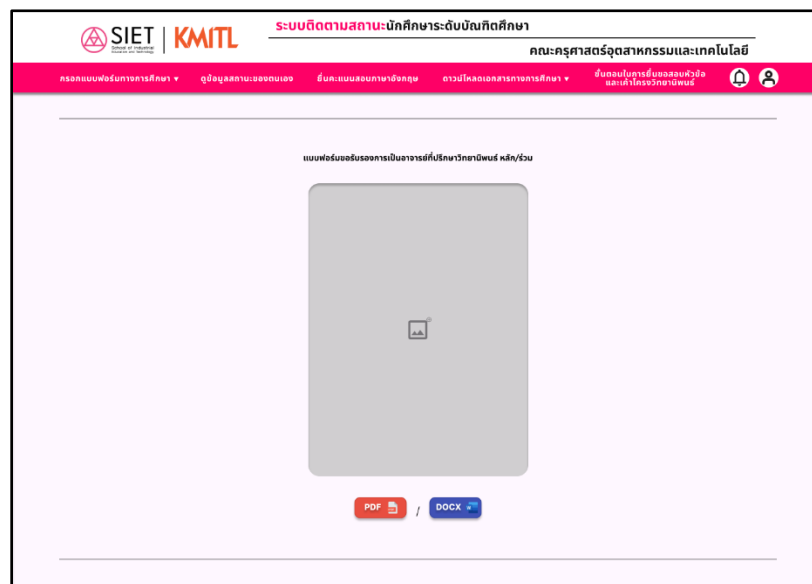 SIET
School of Industrial
Education and Technology
KMITL
ระบบติดตามสถานะนักศึกษาระดับบัณฑิตศึกษา
คณะครุศาสตร์อุตสาหกรรมและเทคโนโลยี
กรอกแบบฟอร์มทางการศึกษา ▼
ดูข้อมูลสถานะของตนเอง
ยื่นคะแนนสอบภาษาอังกฤษ
ดาวน์โหลดเอกสารทางการศึกษา ▼
ขั้นตอนในการยื่นขอสอบหัวข้อ
และเค้าโครงวิทยานิพนธ์
แบบฟอร์มขอรับรองการเป็นอาจารย์ที่ปรึกษาวิทยานิพนธ์ หลัก/ร่วม
PDF / DOCX